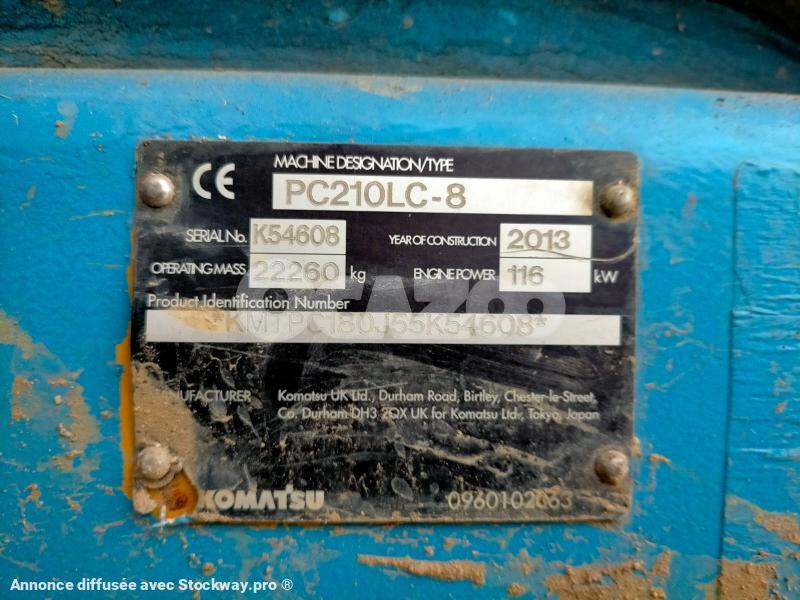 CE
MACHINE DESIGNATION/TYPE
PC210LC-8
SERIAL No. K54608 YEAR OF CONSTRUCTION 2013
OPERATING MASS 22260 kg ENGINE POWER 116 kW
Product Identification Number
*KMTPC180J55K54608*
MANUFACTURER Komatsu UK Ltd., Durham Road, Birtley, Chester-le-Street,
Co. Durham DH3 2QX UK for Komatsu Ltd., Tokyo, Japan
KOMATSU 0960102063
OCAZOO
Annonce diffusée avec Stockway.pro ®